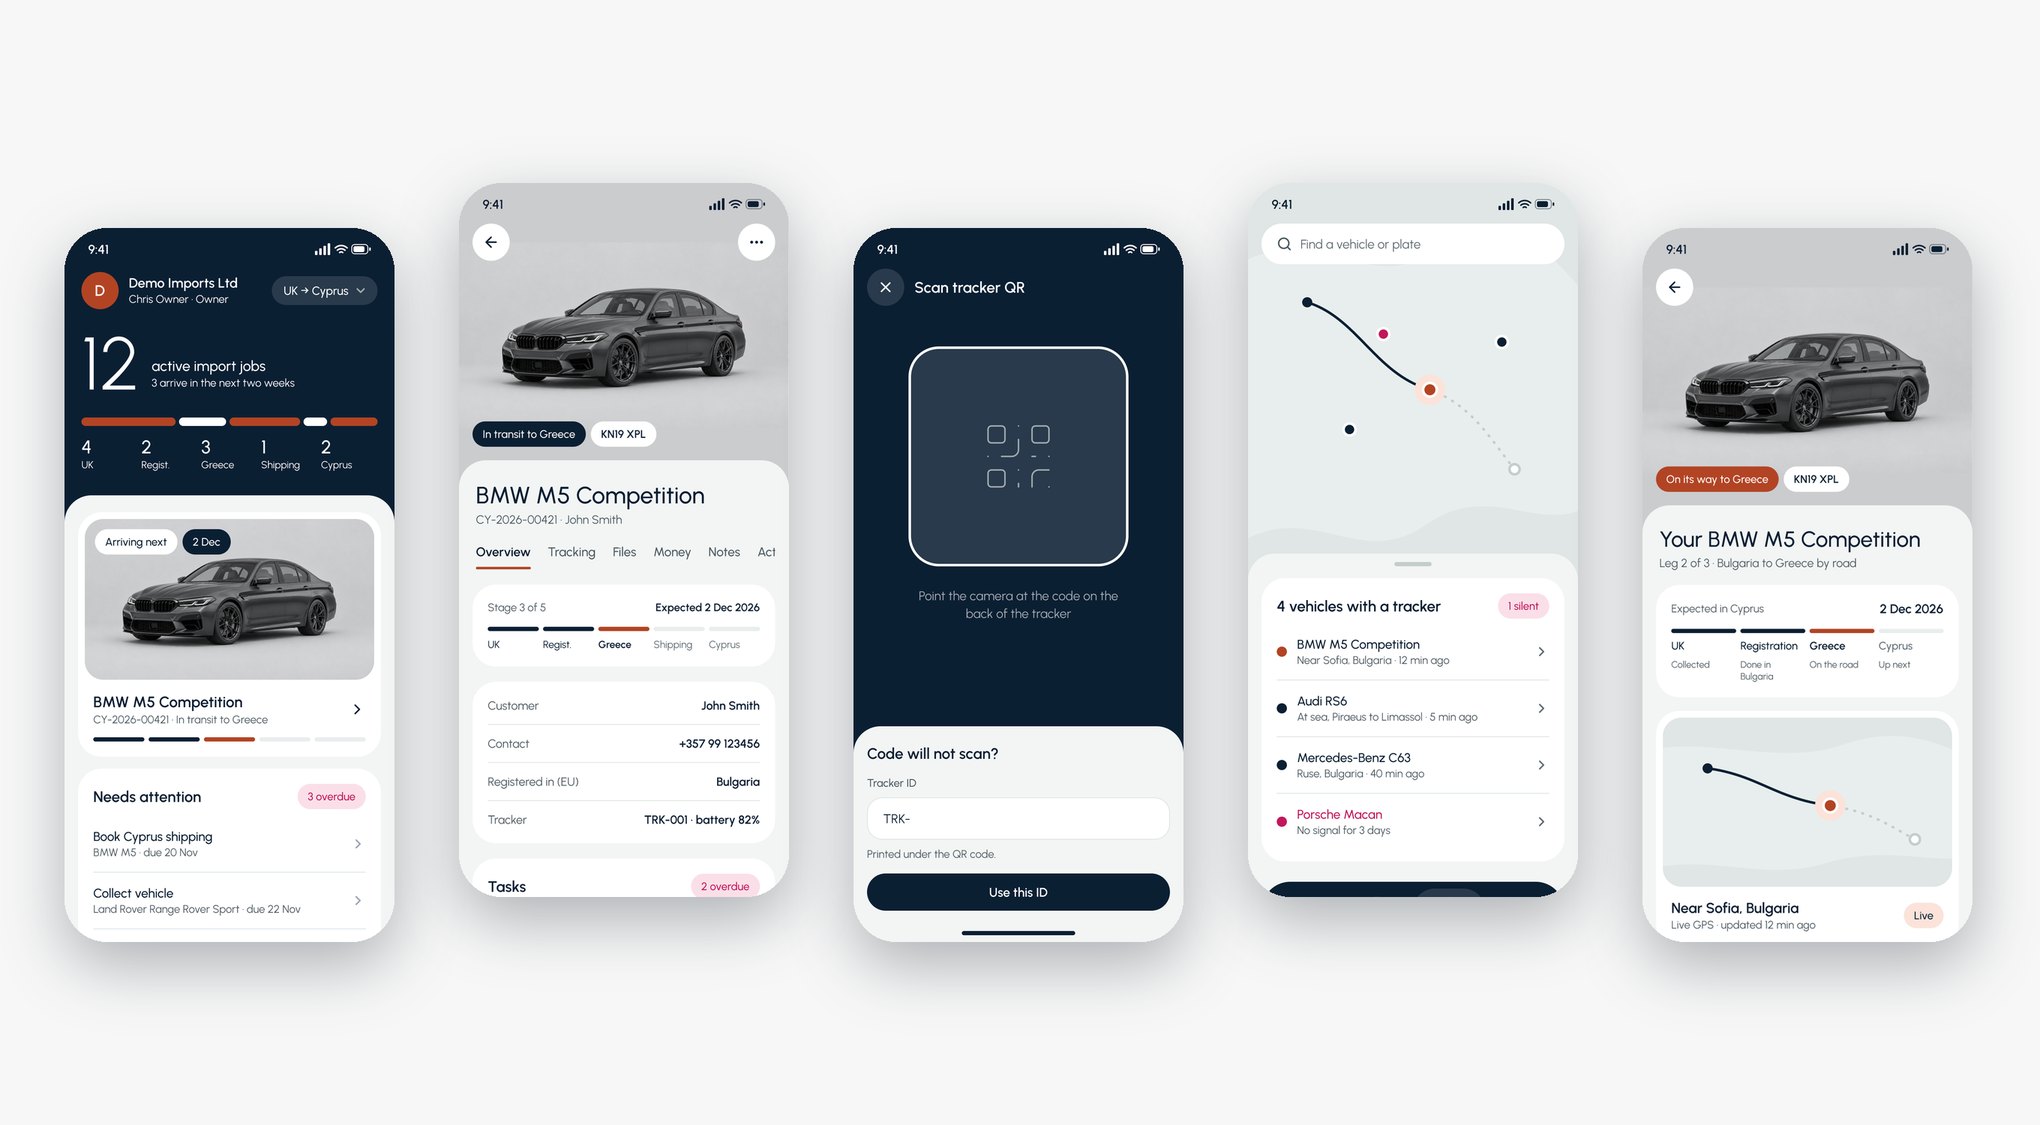 9:41
D
Demo Imports Ltd
Chris Owner · Owner
UK → Cyprus
12
active import jobs
3 arrive in the next two weeks
4
UK
2
Regist.
3
Greece
1
Shipping
2
Cyprus
Arriving next
2 Dec
BMW M5 Competition
CY-2026-00421 · In transit to Greece
Needs attention
3 overdue
Book Cyprus shipping
BMW M5 · due 20 Nov
Collect vehicle
Land Rover Range Rover Sport · due 22 Nov
9:41
In transit to Greece
KN19 XPL
BMW M5 Competition
CY-2026-00421 · John Smith
Overview
Tracking
Files
Money
Notes
Act
Stage 3 of 5
Expected 2 Dec 2026
UK
Regist.
Greece
Shipping
Cyprus
Customer
John Smith
Contact
+357 99 123456
Registered in (EU)
Bulgaria
Tracker
TRK-001 · battery 82%
Tasks
2 overdue
9:41
Scan tracker QR
Point the camera at the code on the
back of the tracker
Code will not scan?
Tracker ID
TRK-
Printed under the QR code.
Use this ID
9:41
Find a vehicle or plate
4 vehicles with a tracker
1 silent
BMW M5 Competition
Near Sofia, Bulgaria · 12 min ago
Audi RS6
At sea, Piraeus to Limassol · 5 min ago
Mercedes-Benz C63
Ruse, Bulgaria · 40 min ago
Porsche Macan
No signal for 3 days
9:41
On its way to Greece
KN19 XPL
Your BMW M5 Competition
Leg 2 of 3 · Bulgaria to Greece by road
Expected in Cyprus
2 Dec 2026
UK
Collected
Registration
Done in
Bulgaria
Greece
On the road
Cyprus
Up next
Near Sofia, Bulgaria
Live GPS · updated 12 min ago
Live